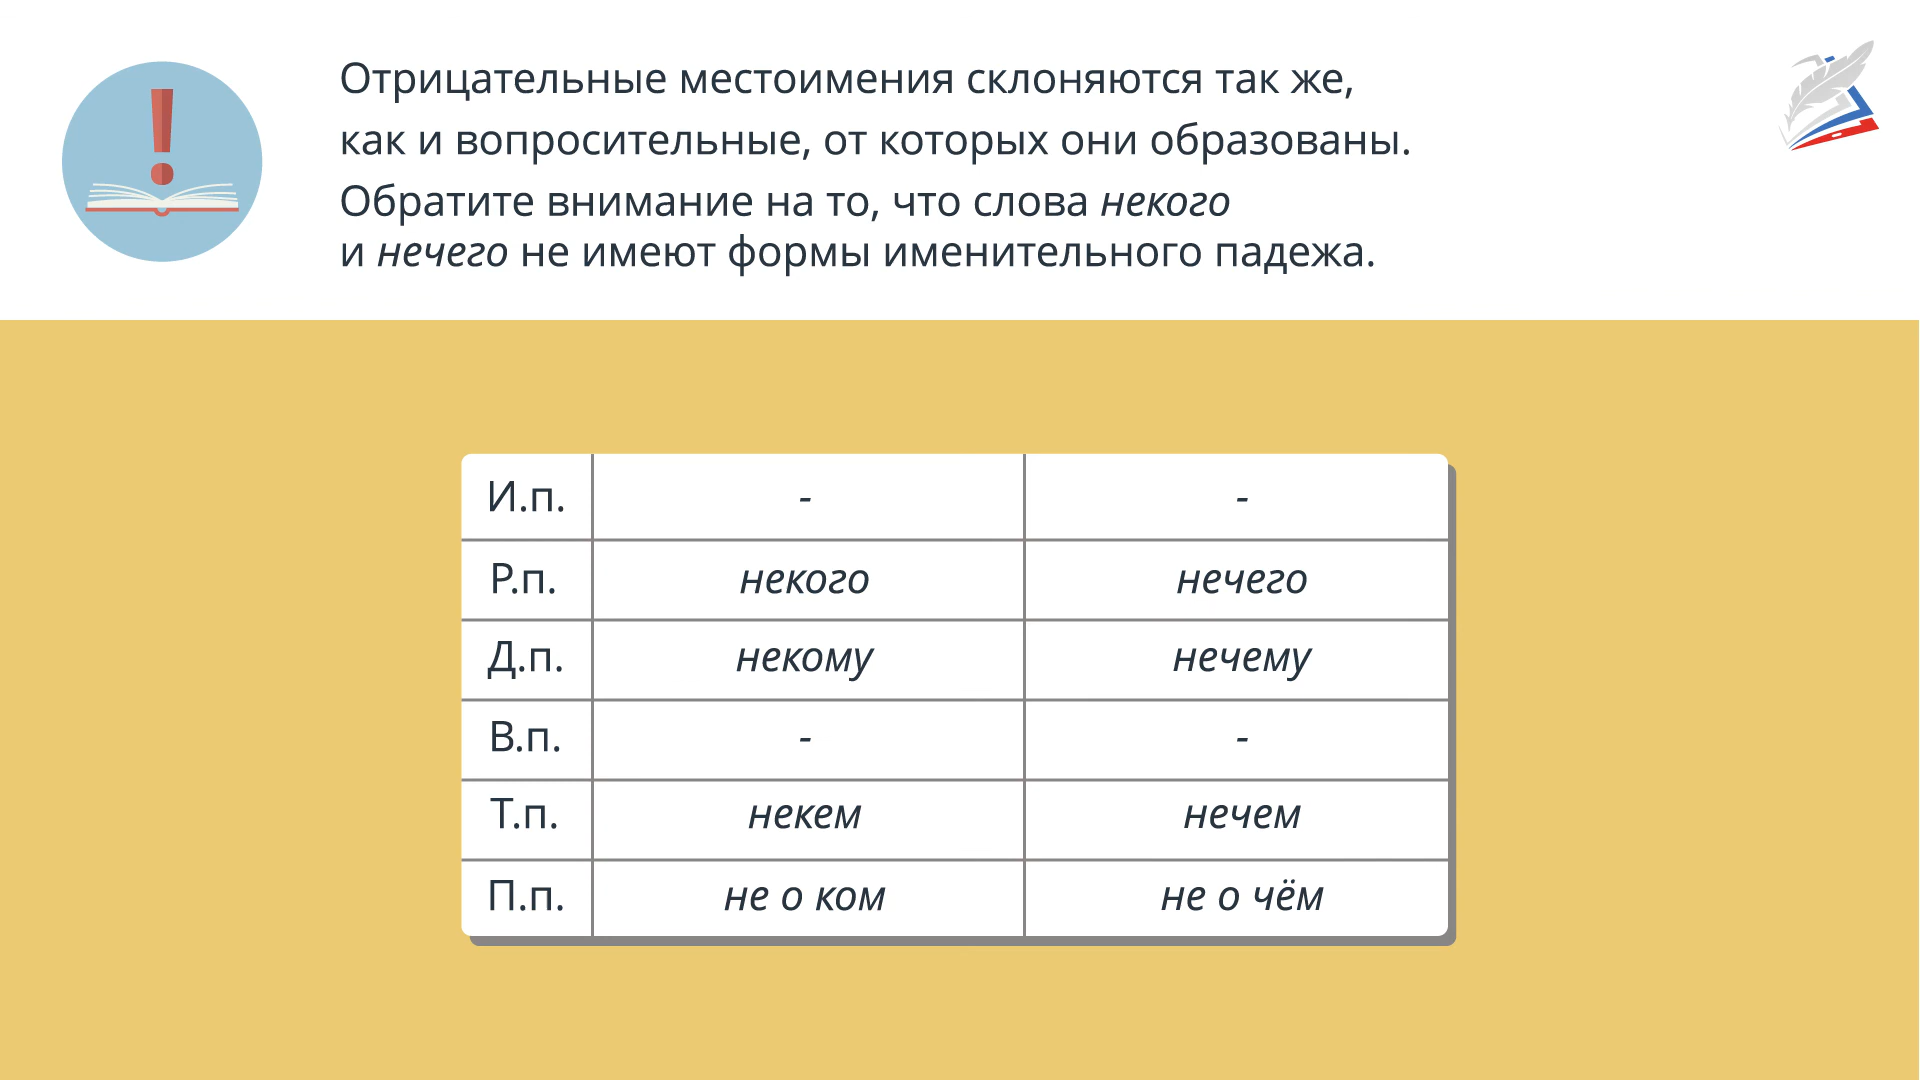 Отрицательные местоимения склоняются так же,
как и вопросительные, от которых они образованы.
Обратите внимание на то, что слова некого
и нечего не имеют формы именительного падежа.
И.п. - -
Р.п. некого нечего
Д.п. некому нечему
В.п. - -
Т.п. некем нечем
П.п. не о ком не о чём